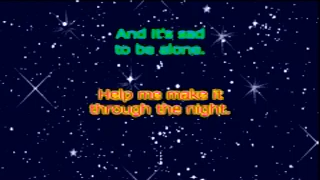 And it's sad
to be alone.
Help me make it
through the night.